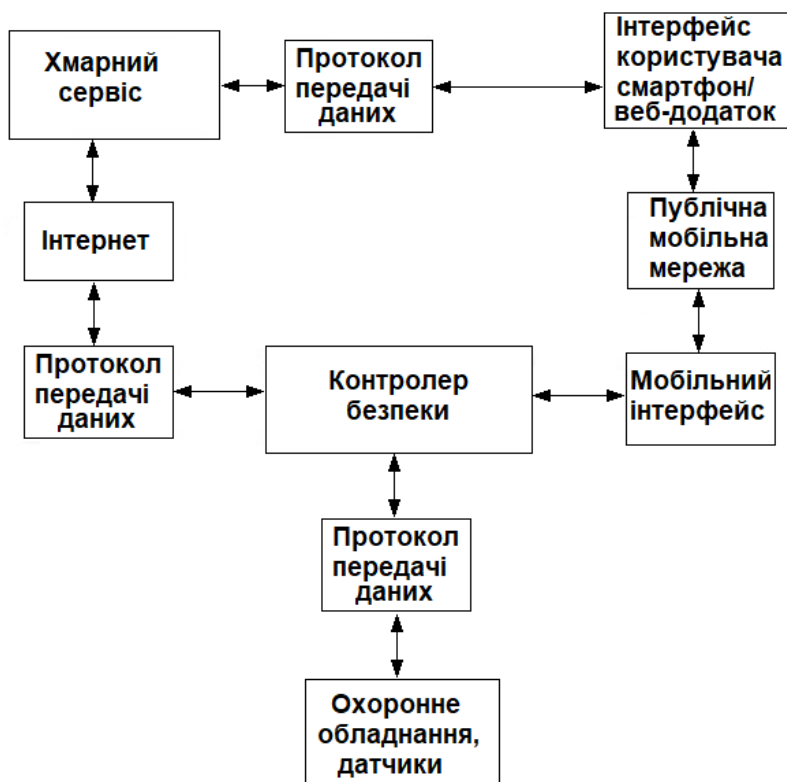 Хмарний
сервіс
Протокол
передачі
даних
Інтерфейс
користувача
смартфон/
веб-додаток
Інтернет
Публічна
мобільна
мережа
Протокол
передачі
даних
Контролер
безпеки
Мобільний
інтерфейс
Протокол
передачі
даних
Охоронне
обладнання,
датчики